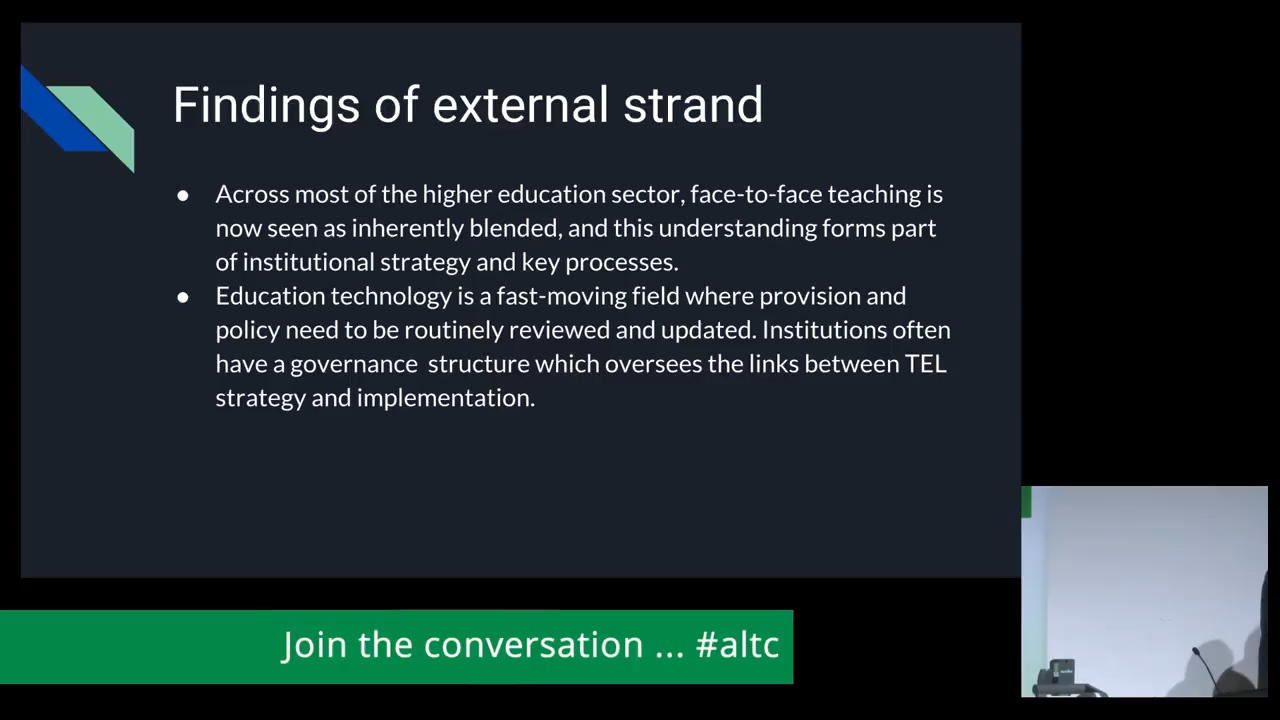 Findings of external strand
● Across most of the higher education sector, face-to-face teaching is
now seen as inherently blended, and this understanding forms part
of institutional strategy and key processes.
● Education technology is a fast-moving field where provision and
policy need to be routinely reviewed and updated. Institutions often
have a governance  structure which oversees the links between TEL
strategy and implementation.
Join the conversation ... #altc